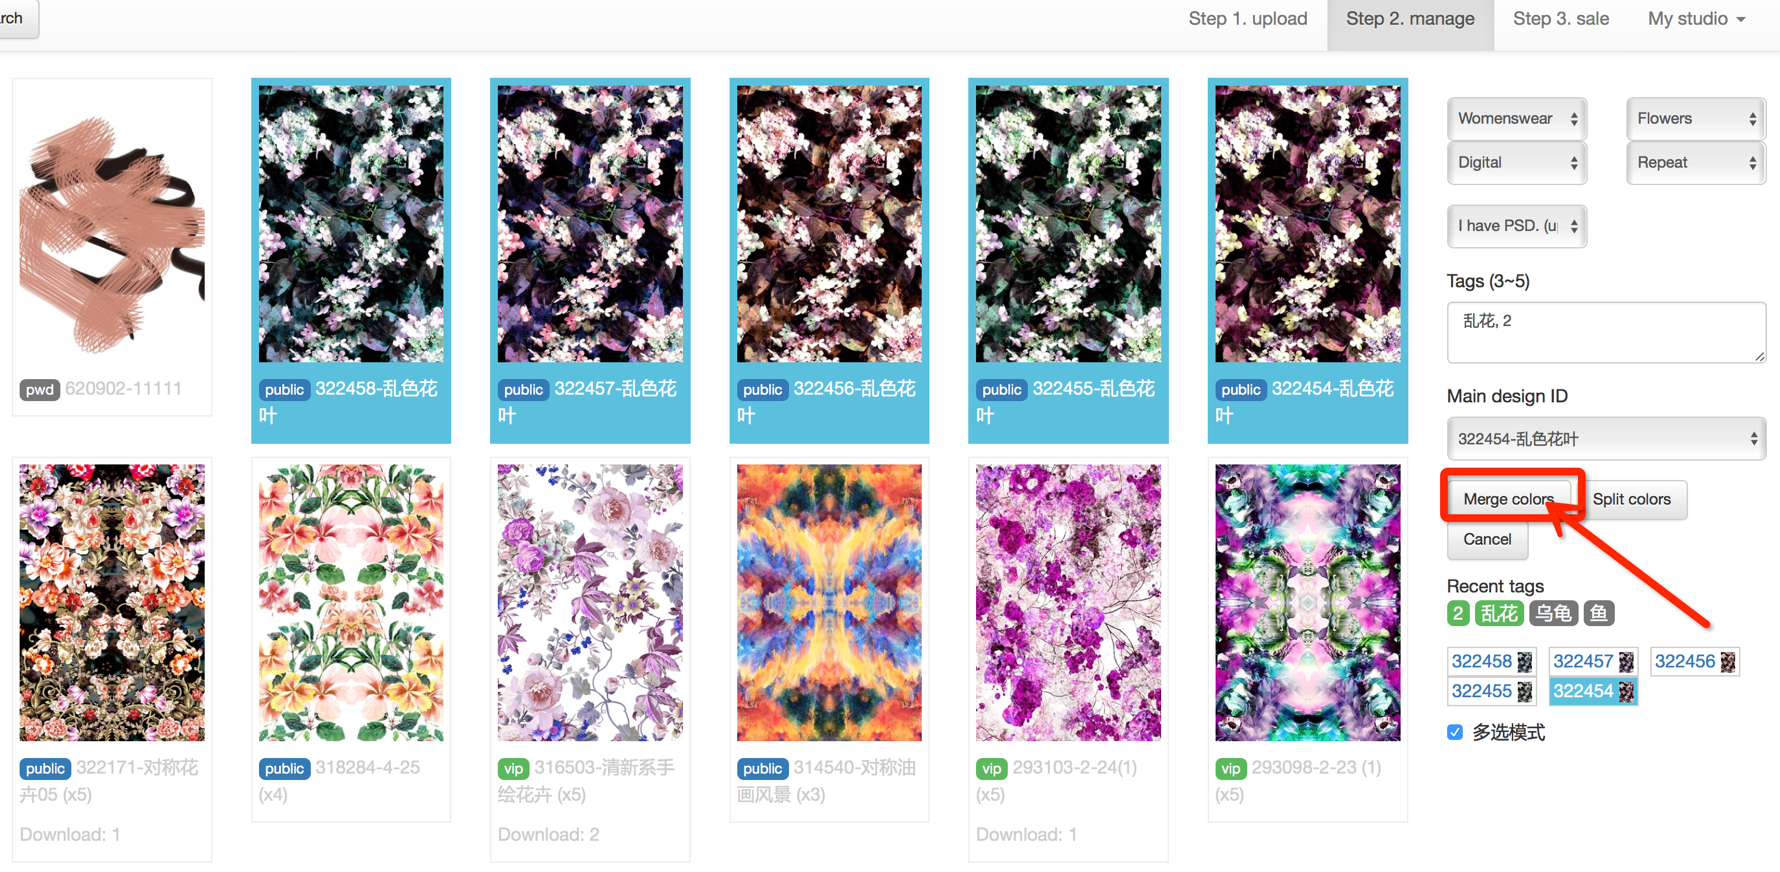 rch
Step 1. upload
Step 2. manage
Step 3. sale
My studio
pwd 620902-11111
public 322458-乱色花
叶
public 322457-乱色花
叶
public 322456-乱色花
叶
public 322455-乱色花
叶
public 322454-乱色花
叶
public 322171-对称花
卉05 (x5)
Download: 1
public 318284-4-25
(x4)
vip 316503-清新系手
绘花卉 (x5)
Download: 2
public 314540-对称油
画风景 (x3)
vip 293103-2-24(1)
(x5)
Download: 1
vip 293098-2-23 (1)
(x5)
Womenswear
Flowers
Digital
Repeat
I have PSD. (u
Tags (3~5)
乱花, 2
Main design ID
322454-乱色花叶
Merge colors
Split colors
Cancel
Recent tags
2 乱花 乌龟 鱼
322458 322457 322456
322455 322454
多选模式